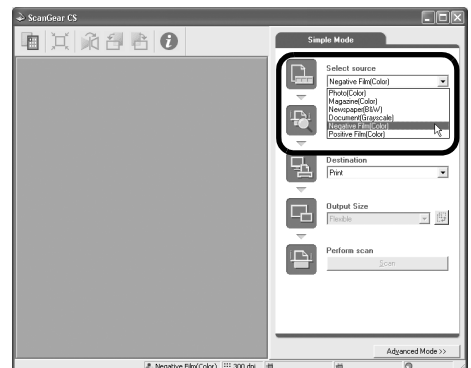 ScanGear CS
Simple Mode
Select source
Negative Film(Color)
Photo(Color)
Magazine(Color)
Newspaper(B&W)
Document(Grayscale)
Negative Film(Color)
Positive Film(Color)
Destination
Print
Output Size
Flexible
Perform scan
Scan
Advanced Mode >>
Negative Film(Color) 300 dpi